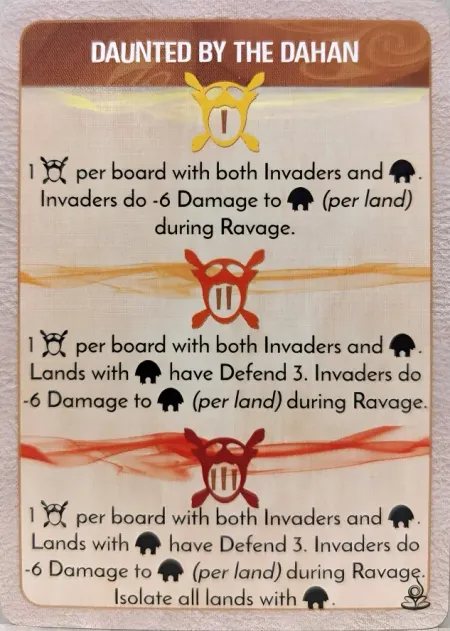 DAUNTED BY THE DAHAN
I
1 per board with both Invaders and .
Invaders do -6 Damage to (per land)
during Ravage.
II
1 per board with both Invaders and .
Lands with have Defend 3. Invaders do
-6 Damage to (per land) during Ravage.
III
1 per board with both Invaders and .
Lands with have Defend 3. Invaders do
-6 Damage to (per land) during Ravage.
Isolate all lands with .